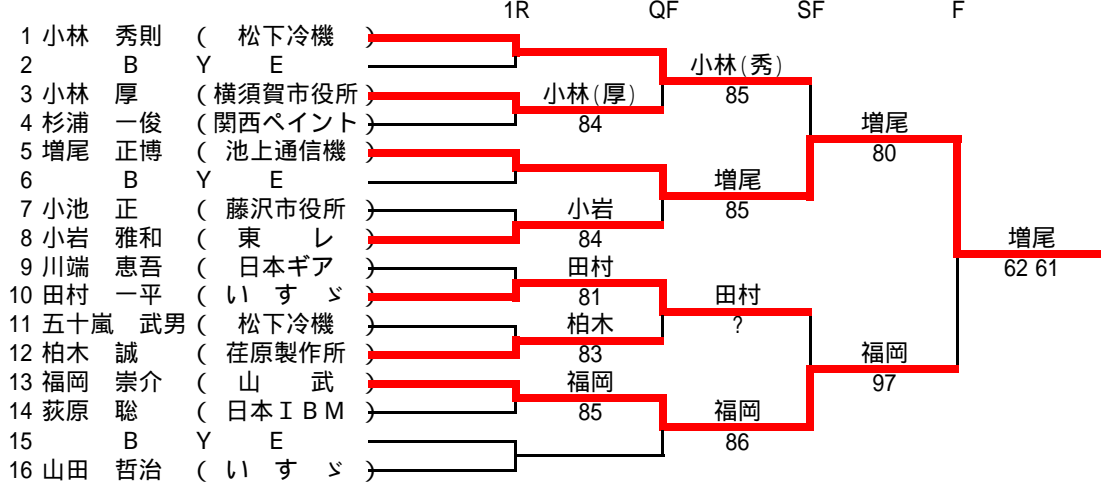 1R QF SF F
1 小林 秀則 ( 松下冷機 )
2 B Y E
小林(秀)
3 小林 厚 (横須賀市役所) 小林(厚) 85
4 杉浦 一俊 (関西ペイント) 84 増尾
5 増尾 正博 ( 池上通信機 ) 80
6 B Y E 増尾
7 小池 正 ( 藤沢市役所 ) 小岩 85
8 小岩 雅和 ( 東 レ ) 84 増尾
9 川端 恵吾 ( 日本ギア ) 田村 62 61
10 田村 一平 ( い す ゞ ) 81 田村
11 五十嵐 武男 ( 松下冷機 ) 柏木 ?
12 柏木 誠 ( 荏原製作所 ) 83 福岡
13 福岡 崇介 ( 山 武 ) 福岡 97
14 荻原 聡 ( 日本IBM ) 85 福岡
15 B Y E 86
16 山田 哲治 ( い す ゞ )